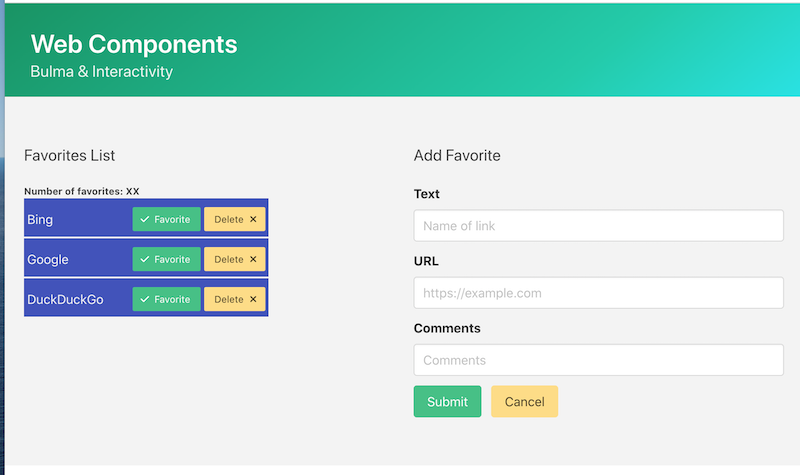 Web Components
Bulma & Interactivity
Favorites List
Number of favorites: XX
Bing
Favorite
Delete
Google
Favorite
Delete
DuckDuckGo
Favorite
Delete
Add Favorite
Text
Name of link
URL
https://example.com
Comments
Comments
Submit
Cancel